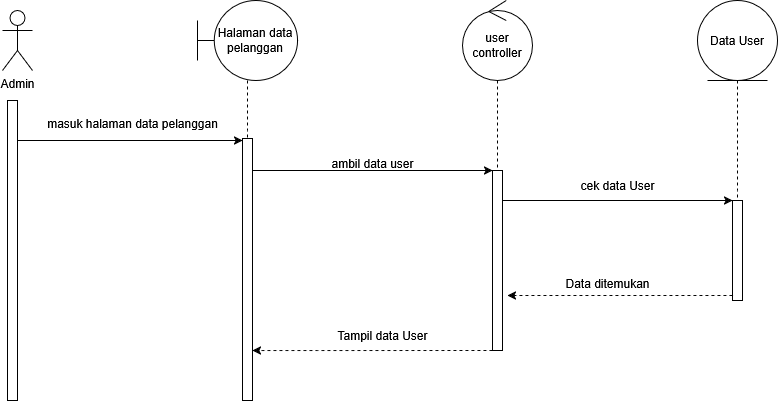 Halaman data
pelanggan
user
controller
Data User
Admin
masuk halaman data pelanggan
ambil data user
cek data User
Data ditemukan
Tampil data User